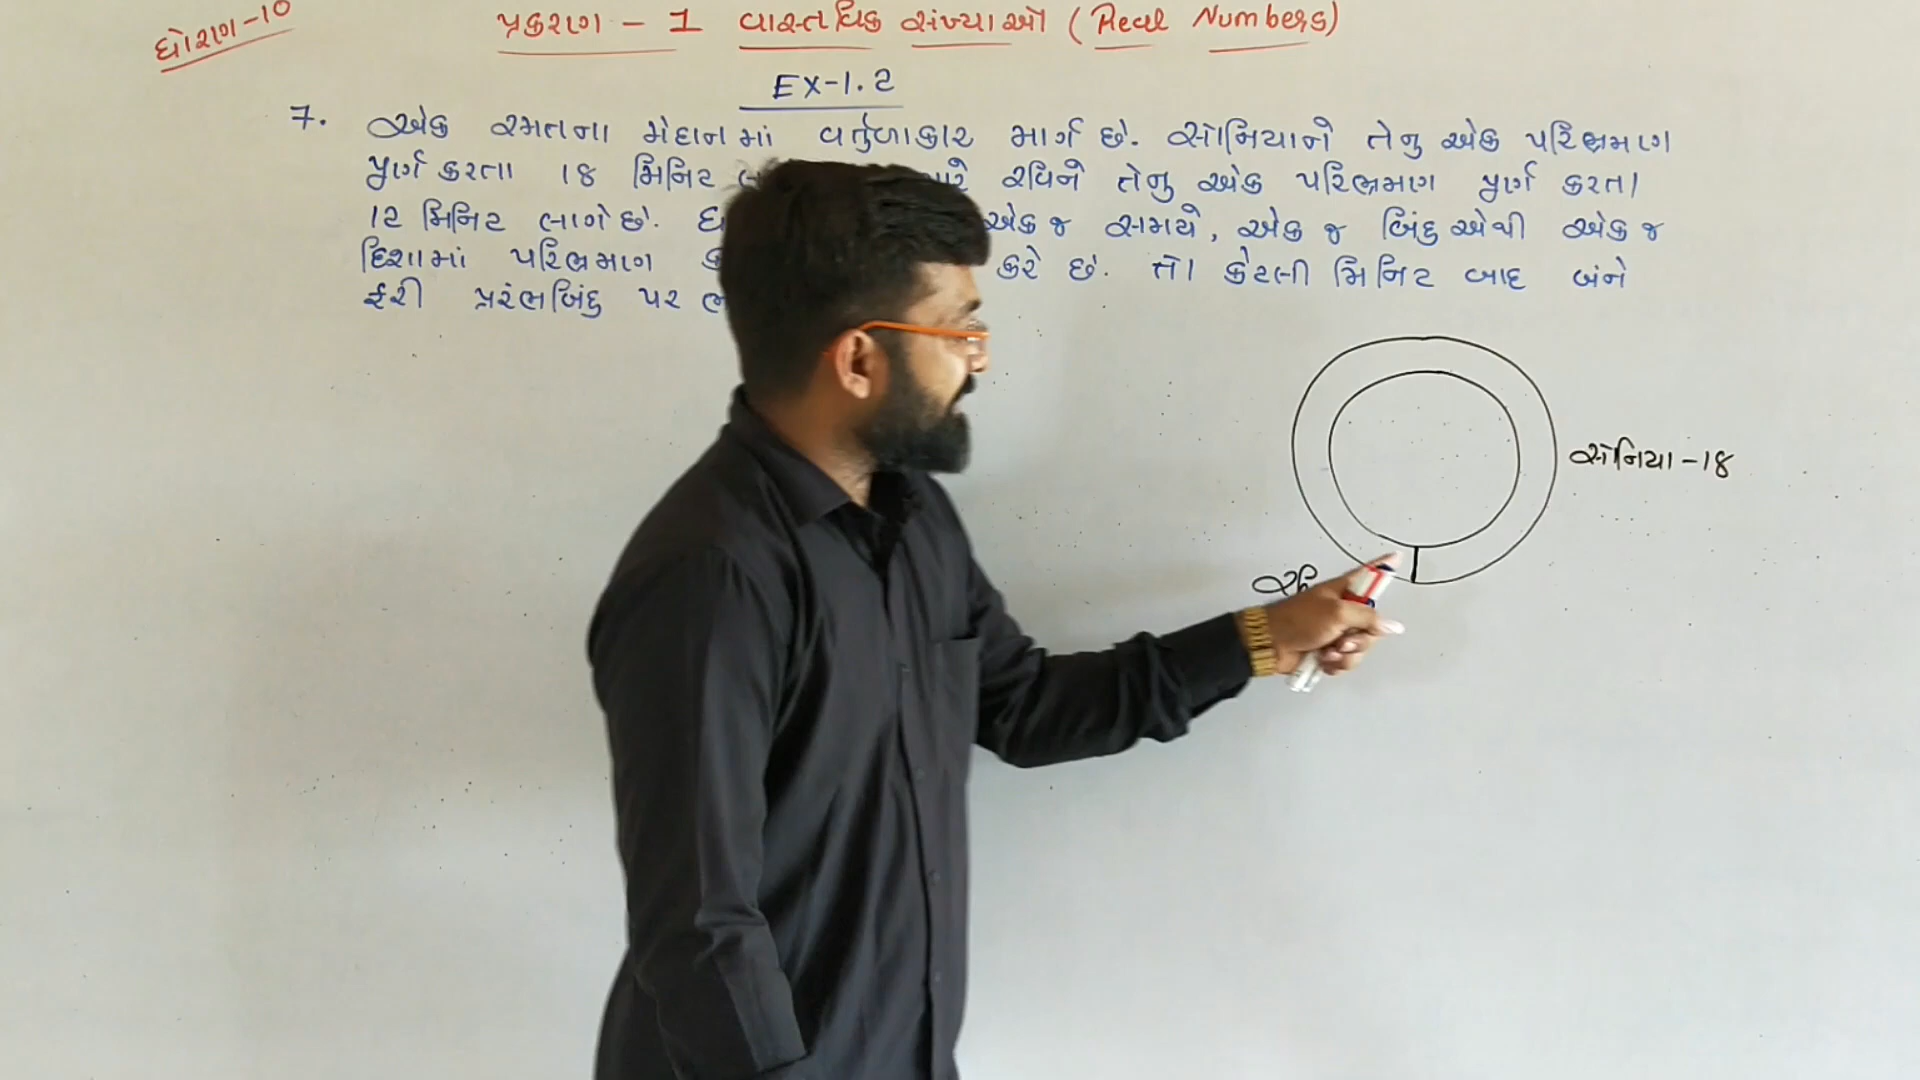 ધોરણ-10
પ્રકરણ - 1 વાસ્તવિક સંખ્યાઓ (Real Numbers)
EX-1.2
7. એક રમતના મેદાનમાં વર્તુળાકાર માર્ગ છે. સોનિયાને તેનુ એક પરિભ્રમણ
પૂર્ણ કરતા 18 મિનિટ રવિને તેનુ એક પરિભ્રમણ પૂર્ણ કરતા
12 મિનિટ લાગે છે. એક જ સમયે, એક જ બિંદુ એથી એક જ
દિશામાં પરિભ્રમણ કરે છે. તો કેટલી મિનિટ બાદ બંને
ફરી પ્રરંભબિંદુ પર
સોનિયા -18